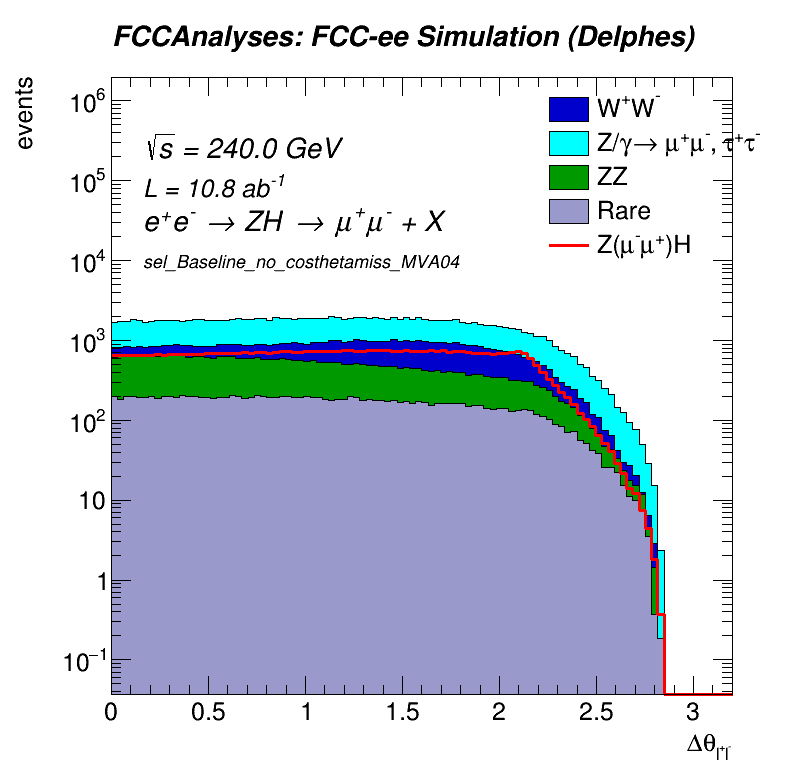 FCCAnalyses: FCC-ee Simulation (Delphes)
events
10⁶
10⁵
10⁴
10³
10²
10
1
10⁻¹
√s = 240.0 GeV
L = 10.8 ab⁻¹
e⁺e⁻ → ZH → μ⁺μ⁻ + X
sel_Baseline_no_costhetamiss_MVA04
W⁺W⁻
Z/γ→ μ⁺μ⁻, τ⁺τ⁻
ZZ
Rare
Z(μ⁻μ⁺)H
0 0.5 1 1.5 2 2.5 3
Δθ_{l⁺l⁻}